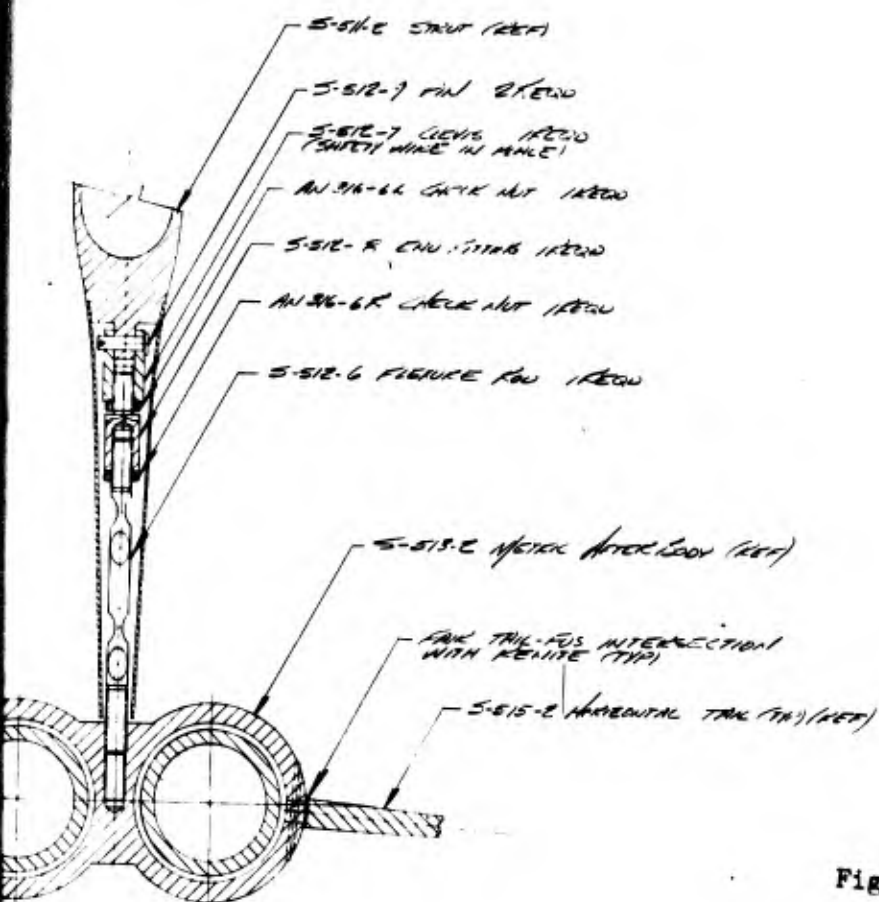 S-511-2 STRUT (REF)
S-512-9 PIN 2 REQD
S-512-7 CLEVIS 1 REQD
(SAFETY WIRE IN PLACE)
AN 316-6L CHECK NUT 1 REQD
S-512-8 END FITTING 1 REQD
AN 316-6R CHECK NUT 1 REQD
S-512-6 FLEXURE ROD 1 REQD
S-513-2 METRIC AFTERBODY (REF)
FAIR TAIL-FUS INTERSECTION
WITH RENITE (TYP)
S-515-2 HORIZONTAL TAIL (TYP) (REF)
Fig